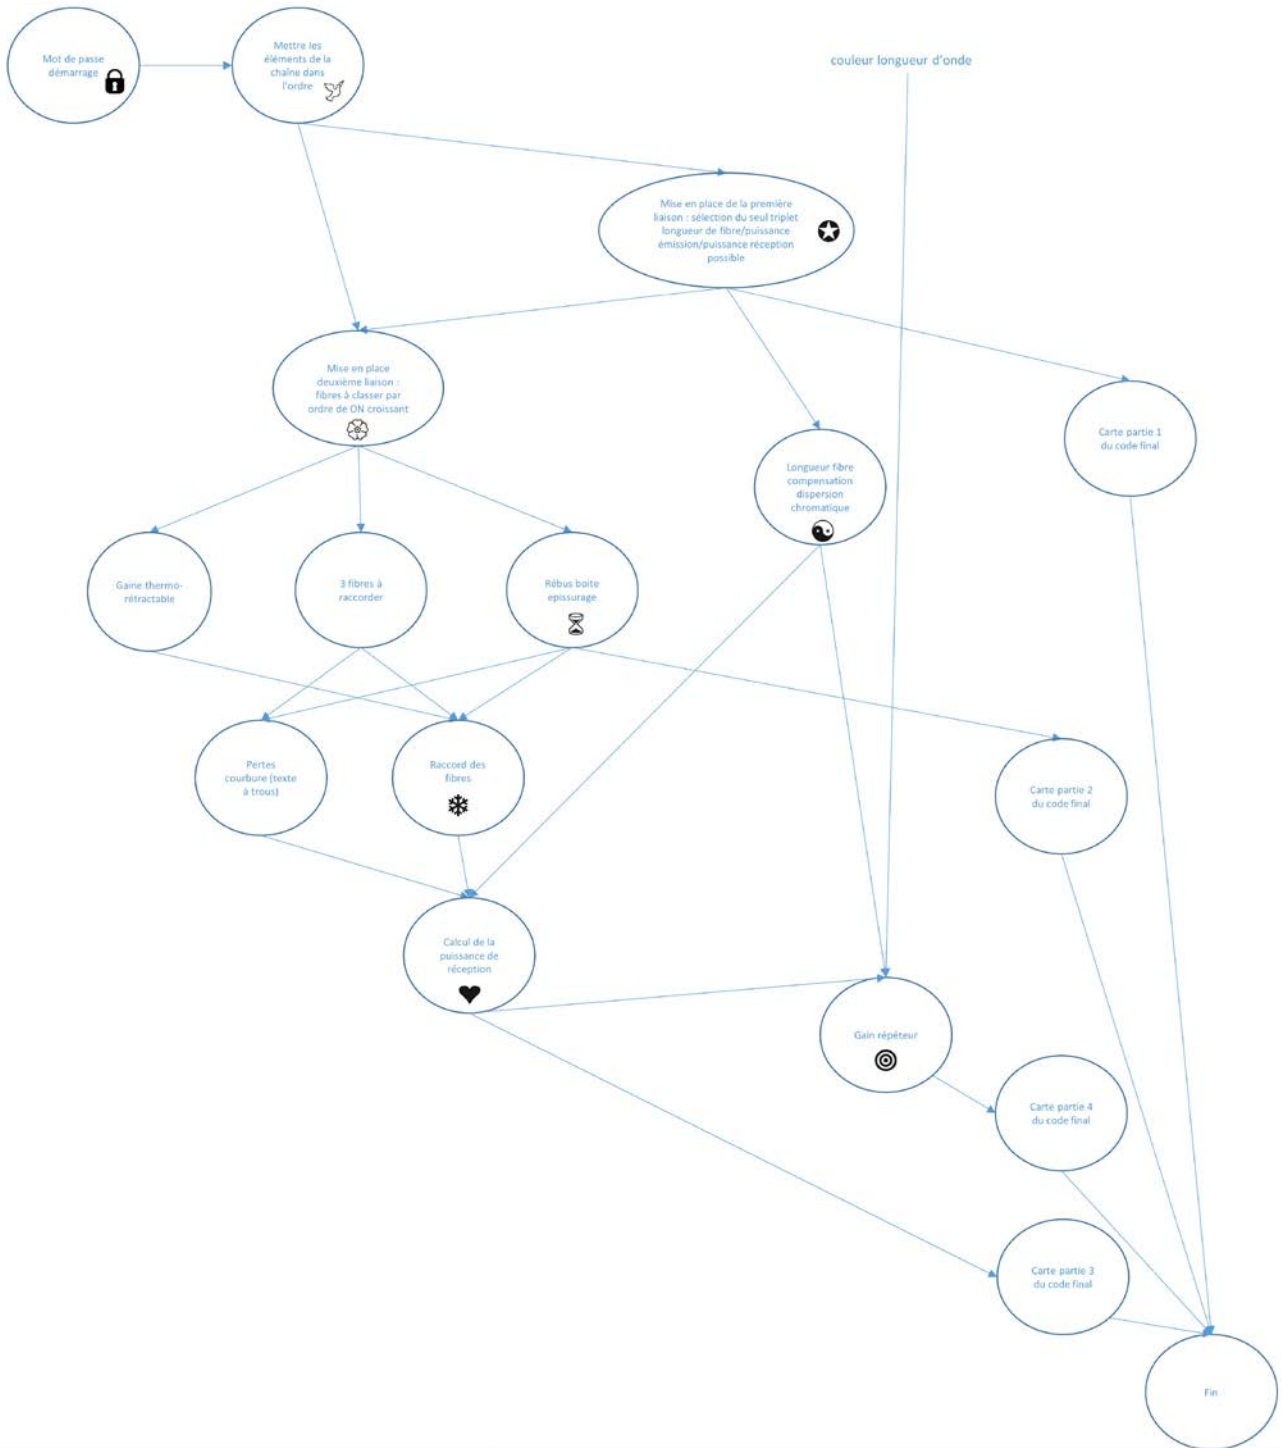 Mot de passe
démarrage
Mettre les
éléments de la
chaîne dans
l'ordre
couleur longueur d'onde
Mise en place de la première
liaison : sélection du seul triplet
longueur de fibre/puissance
émission/puissance réception
possible
Mise en place
deuxième liaison :
fibres à classer par
ordre de ON croissant
Carte partie 1
du code final
Longueur fibre
compensation
dispersion
chromatique
Gaine thermo-
rétractable
3 fibres à
raccorder
Rébus boite
epissurage
Pertes
courbure (texte
à trous)
Raccord des
fibres
Carte partie 2
du code final
Calcul de la
puissance de
réception
Gain répéteur
Carte partie 4
du code final
Carte partie 3
du code final
Fin